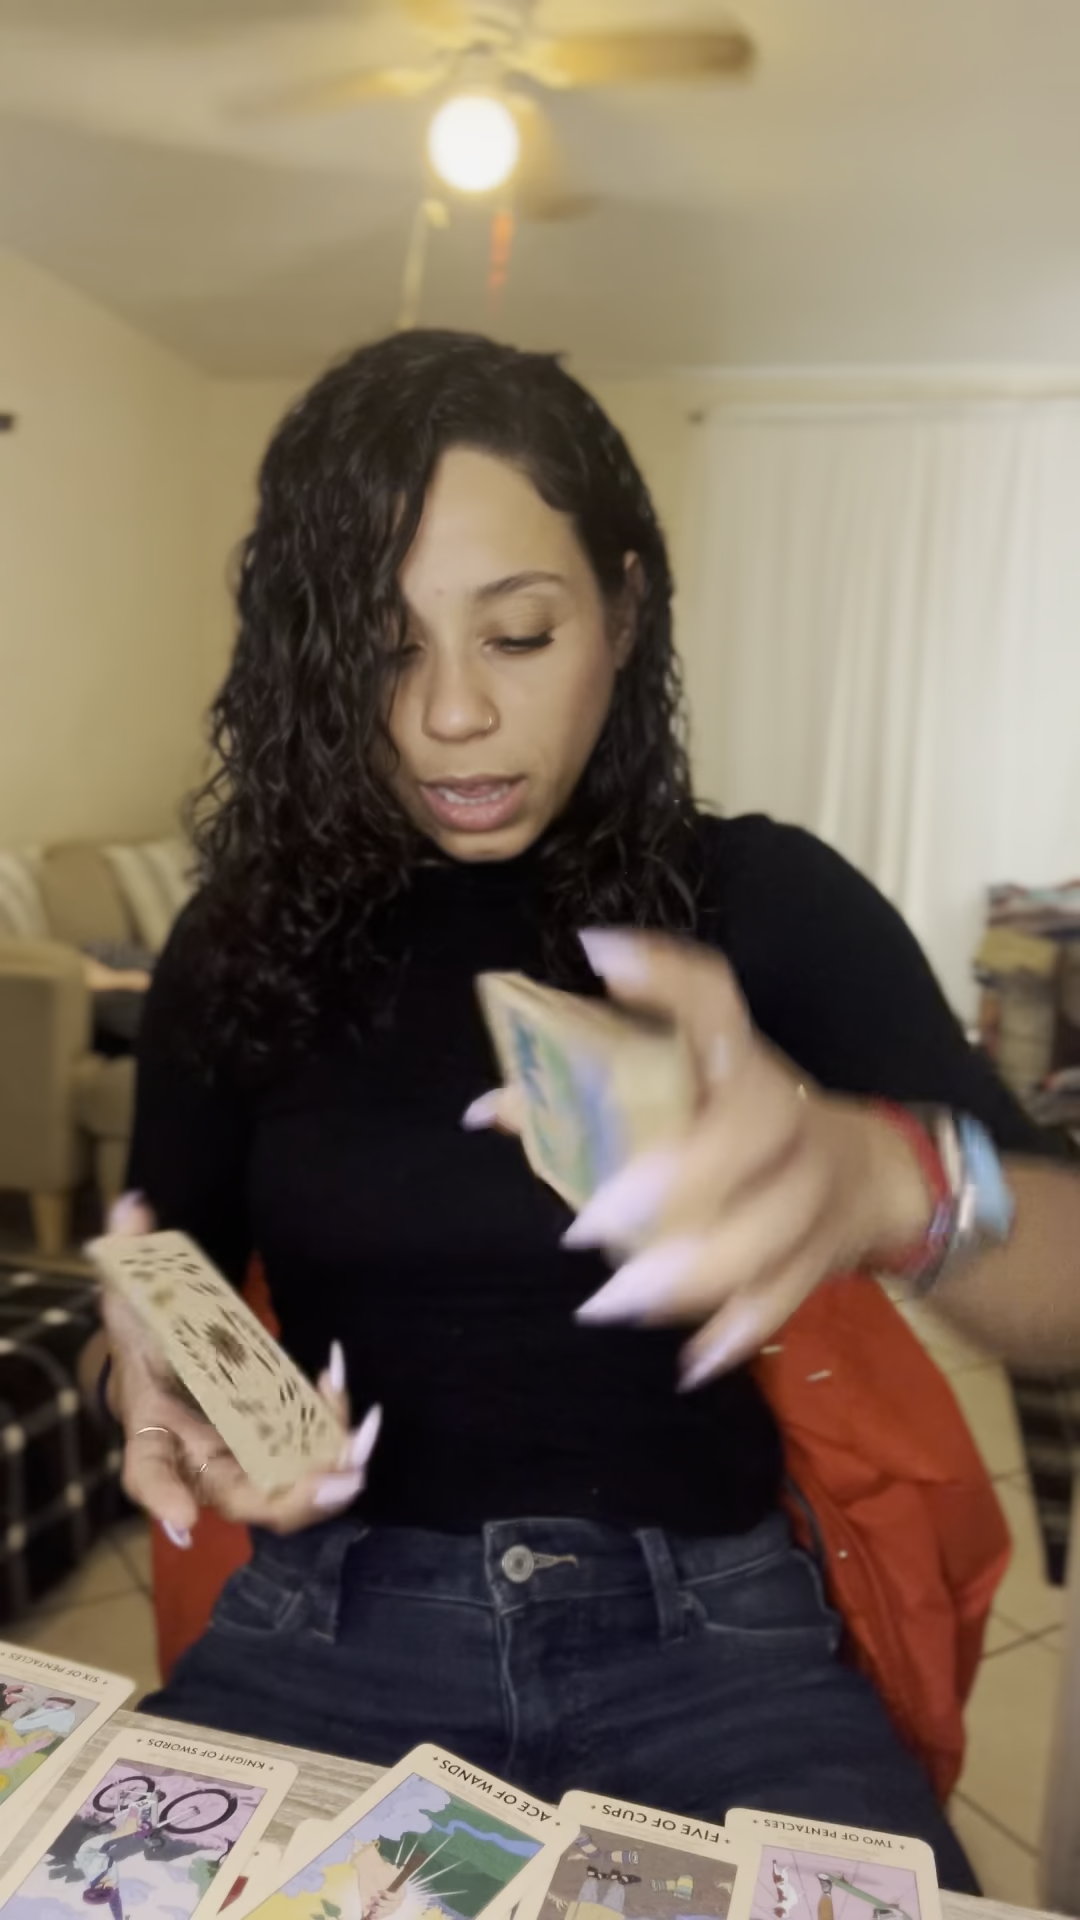 SIX OF PENTACLES
KNIGHT OF SWORDS
ACE OF WANDS
FIVE OF CUPS
TWO OF PENTACLES